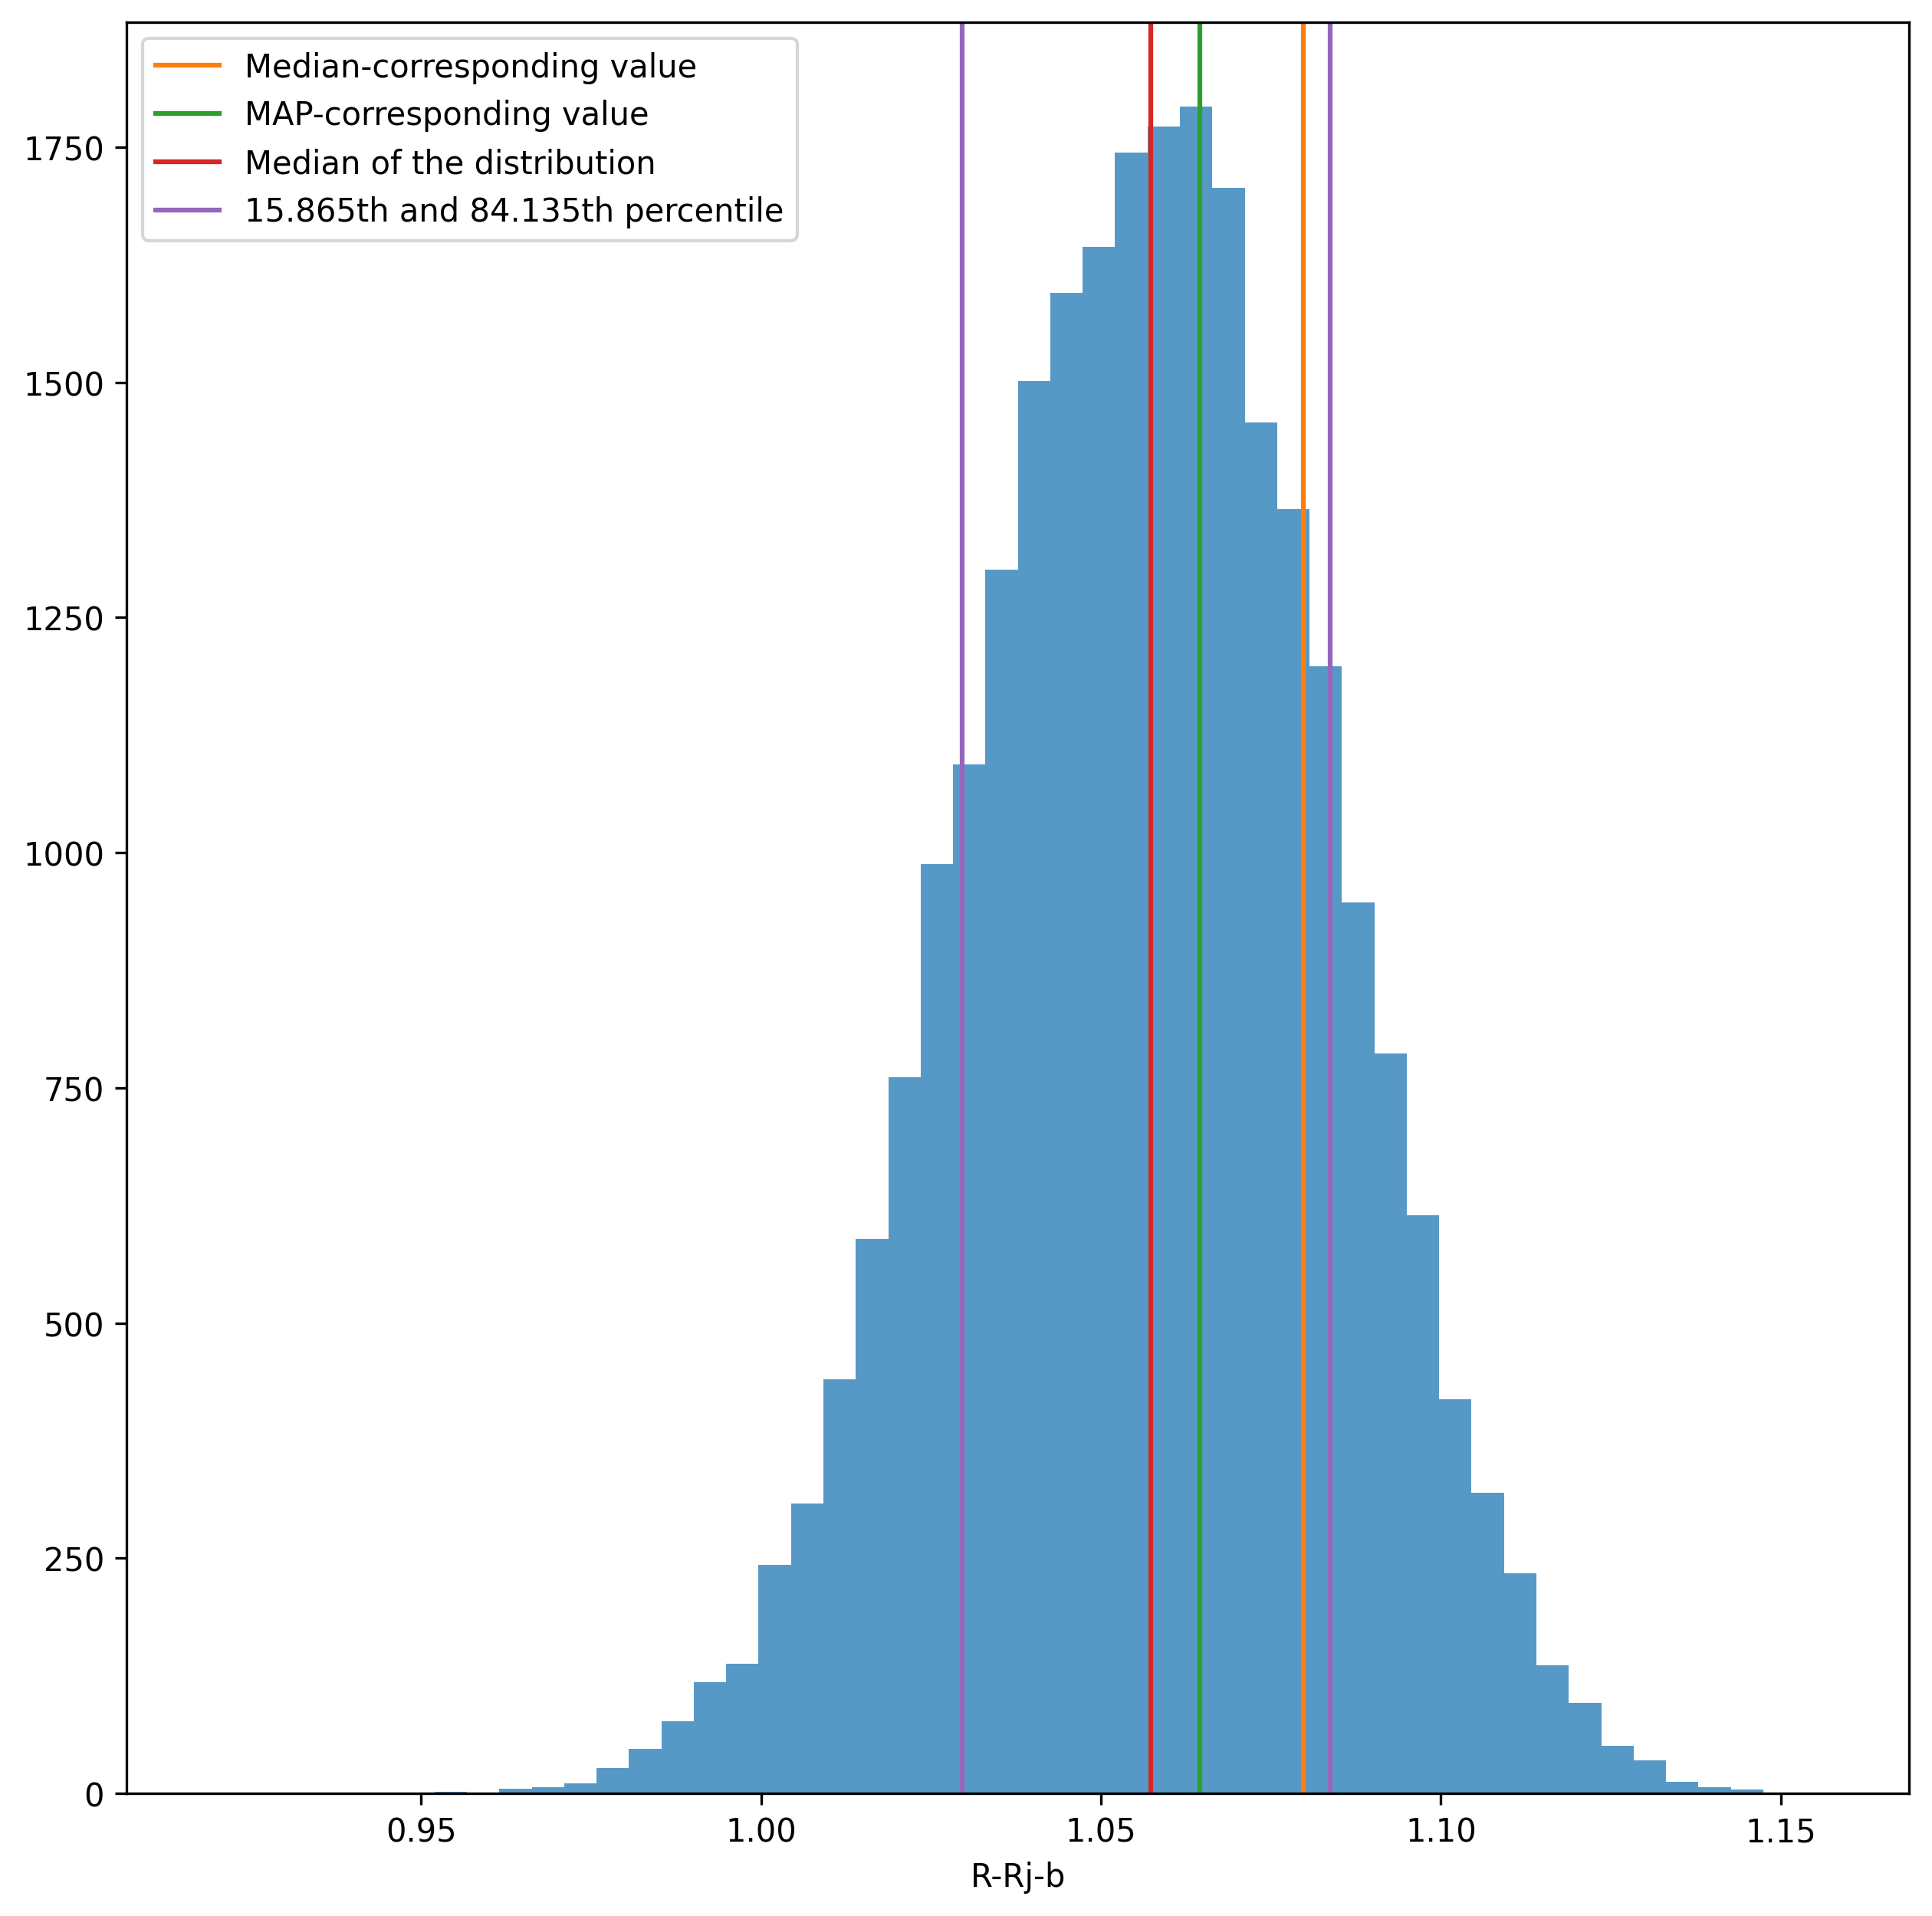 Median-corresponding value
MAP-corresponding value
Median of the distribution
15.865th and 84.135th percentile
1750
1500
1250
1000
750
500
250
0
0.95 1.00 1.05 1.10 1.15
R-Rj-b